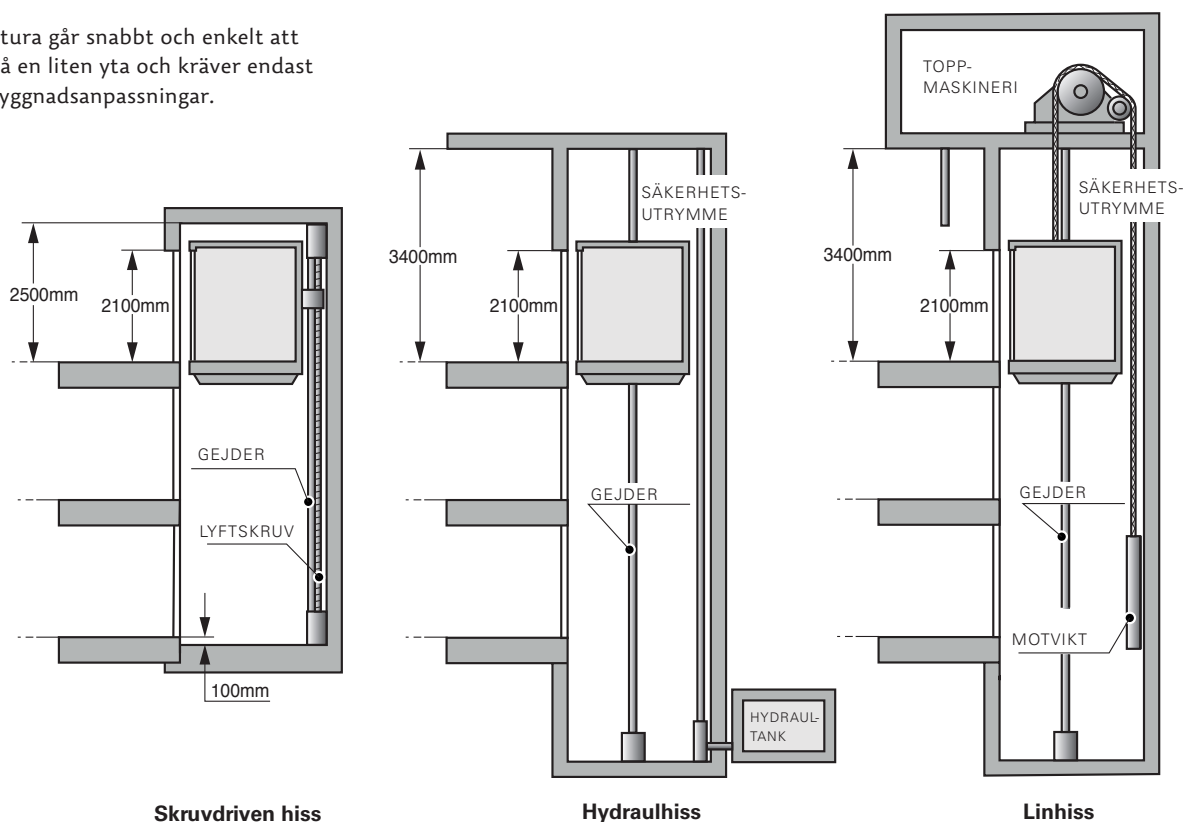 tura går snabbt och enkelt att
å en liten yta och kräver endast
yggnadsanpassningar.
2500mm
2100mm
GEJDER
LYFTSKRUV
100mm
Skruvdriven hiss
3400mm
2100mm
SÄKERHETS-
UTRYMME
GEJDER
HYDRAUL-
TANK
Hydraulhiss
TOPP-
MASKINERI
3400mm
2100mm
SÄKERHETS-
UTRYMME
GEJDER
MOTVIKT
Linhiss